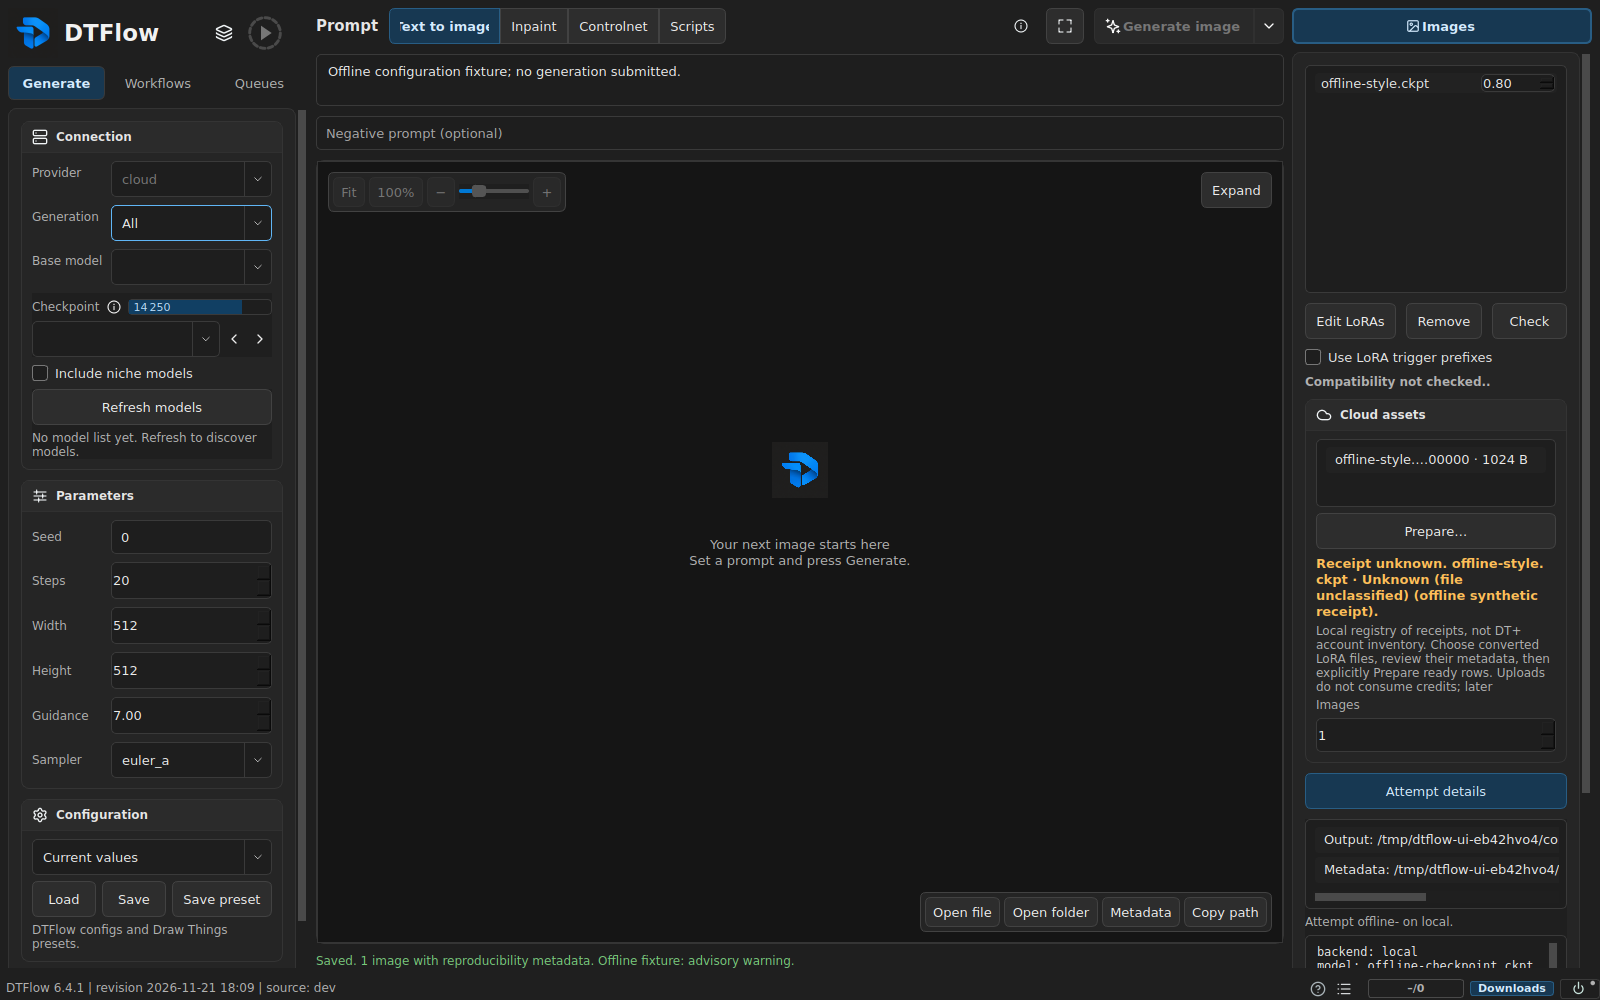 DTFlow
Generate
Workflows
Queues
Connection
Provider
cloud
Generation
All
Base model
Checkpoint
14 250
Include niche models
Refresh models
No model list yet. Refresh to discover
models.
Parameters
Seed
0
Steps
20
Width
512
Height
512
Guidance
7.00
Sampler
euler_a
Configuration
Current values
Load
Save
Save preset
DTFlow configs and Draw Things
presets.
Prompt
ext to image
Inpaint
Controlnet
Scripts
Generate image
Offline configuration fixture; no generation submitted.
Negative prompt (optional)
Fit
100%
−
+
Expand
Your next image starts here
Set a prompt and press Generate.
Open file
Open folder
Metadata
Copy path
Saved. 1 image with reproducibility metadata. Offline fixture: advisory warning.
Images
offline-style.ckpt
0.80
Edit LoRAs
Remove
Check
Use LoRA trigger prefixes
Compatibility not checked..
Cloud assets
offline-style....00000 · 1024 B
Prepare...
Receipt unknown. offline-style.
ckpt · Unknown (file
unclassified) (offline synthetic
receipt).
Local registry of receipts, not DT+
account inventory. Choose converted
LoRA files, review their metadata, then
explicitly Prepare ready rows. Uploads
do not consume credits; later
Images
1
Attempt details
Output: /tmp/dtflow-ui-eb42hvo4/co
Metadata: /tmp/dtflow-ui-eb42hvo4/
Attempt offline- on local.
backend: local
model: offline-checkpoint.ckpt
DTFlow 6.4.1 | revision 2026-11-21 18:09 | source: dev
–/0
Downloads